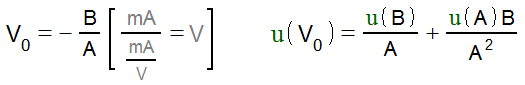 V₀ = − B/A [ mA / (mA/V) = V ]    u(V₀) = u(B)/A + u(A)B/A²